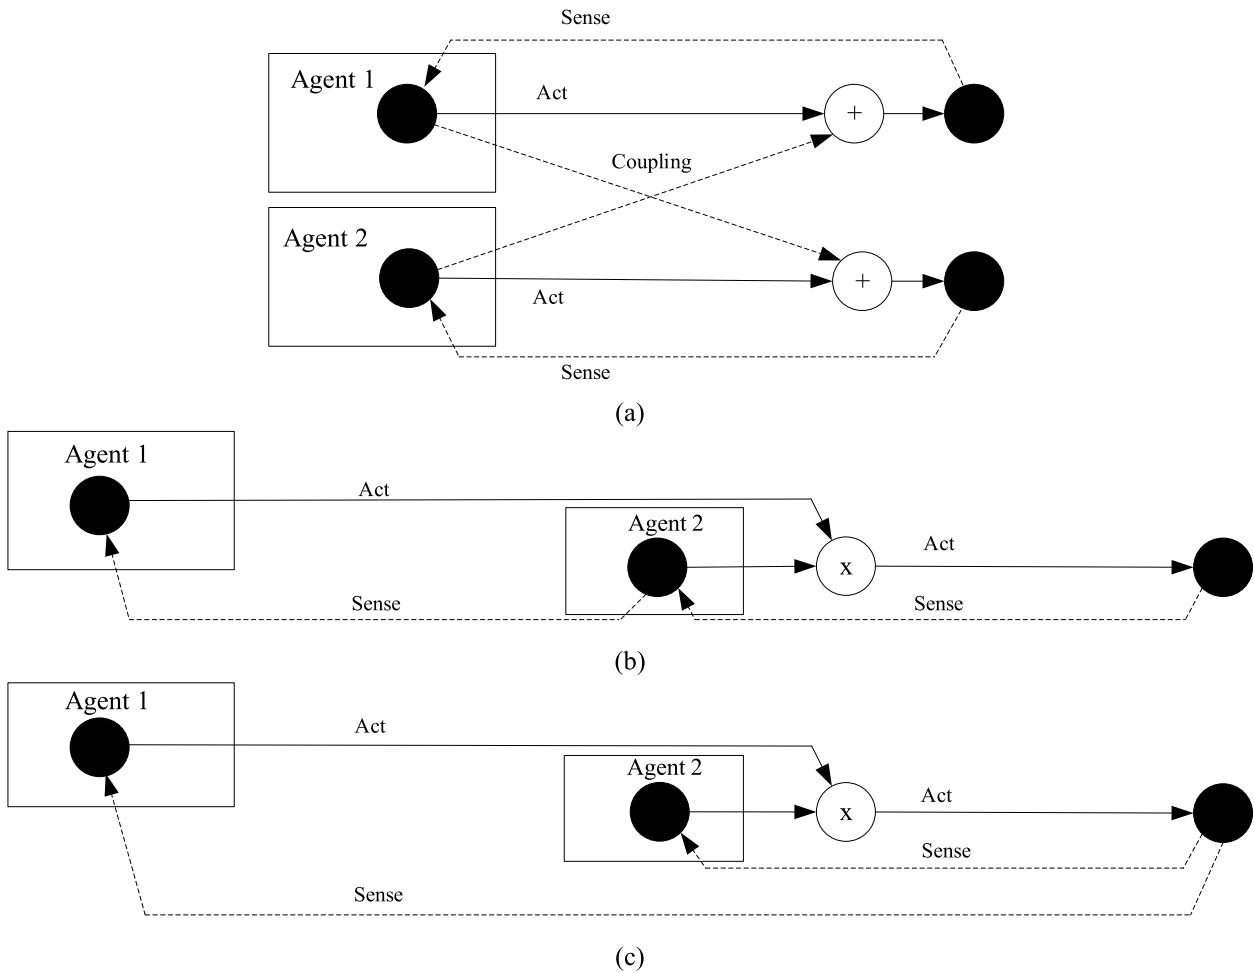 Sense
Agent 1
Act
+
Coupling
Agent 2
+
Act
Sense
(a)
Agent 1
Act
Agent 2
x
Act
Sense
Sense
(b)
Agent 1
Act
Agent 2
x
Act
Sense
Sense
(c)